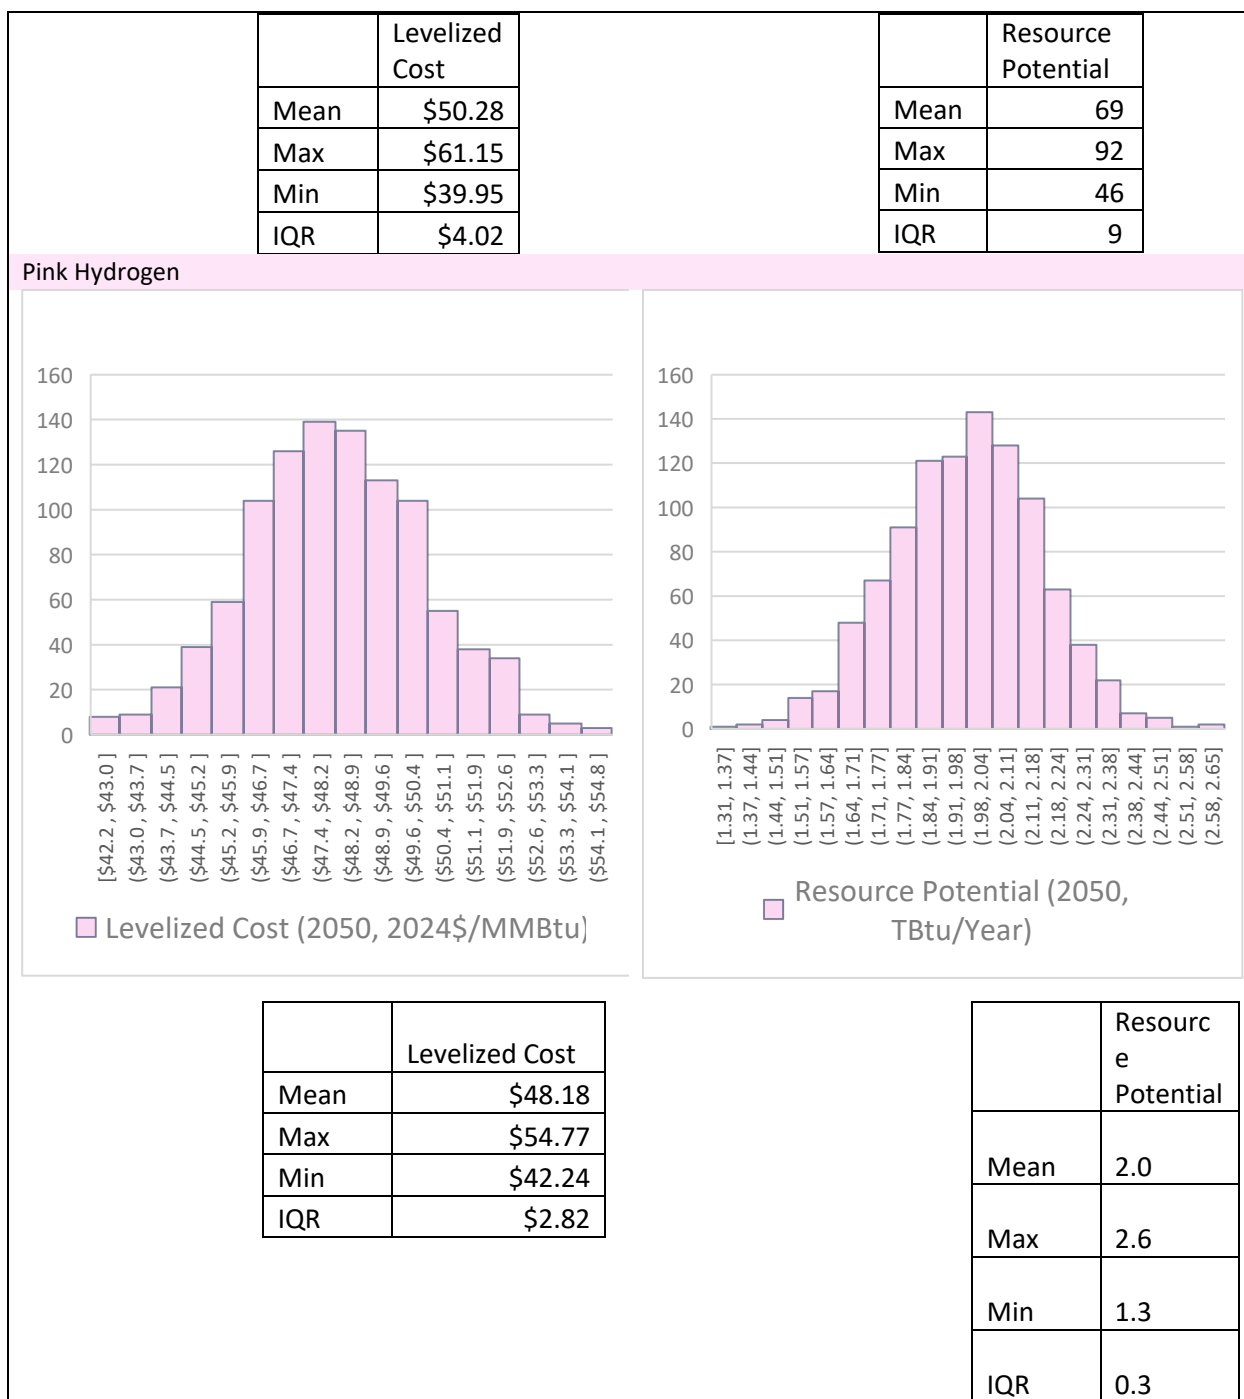 Levelized
Cost
Mean $50.28
Max $61.15
Min $39.95
IQR $4.02
Resource
Potential
Mean 69
Max 92
Min 46
IQR 9
Pink Hydrogen
160
140
120
100
80
60
40
20
0
[$42.2 , $43.0 ]
($43.0 , $43.7 ]
($43.7 , $44.5 ]
($44.5 , $45.2 ]
($45.2 , $45.9 ]
($45.9 , $46.7 ]
($46.7 , $47.4 ]
($47.4 , $48.2 ]
($48.2 , $48.9 ]
($48.9 , $49.6 ]
($49.6 , $50.4 ]
($50.4 , $51.1 ]
($51.1 , $51.9 ]
($51.9 , $52.6 ]
($52.6 , $53.3 ]
($53.3 , $54.1 ]
($54.1 , $54.8 ]
Levelized Cost (2050, 2024$/MMBtu)
160
140
120
100
80
60
40
20
0
[1.31, 1.37]
(1.37, 1.44]
(1.44, 1.51]
(1.51, 1.57]
(1.57, 1.64]
(1.64, 1.71]
(1.71, 1.77]
(1.77, 1.84]
(1.84, 1.91]
(1.91, 1.98]
(1.98, 2.04]
(2.04, 2.11]
(2.11, 2.18]
(2.18, 2.24]
(2.24, 2.31]
(2.31, 2.38]
(2.38, 2.44]
(2.44, 2.51]
(2.51, 2.58]
(2.58, 2.65]
Resource Potential (2050,
TBtu/Year)
Levelized Cost
Mean $48.18
Max $54.77
Min $42.24
IQR $2.82
Resourc
e
Potential
Mean 2.0
Max 2.6
Min 1.3
IQR 0.3